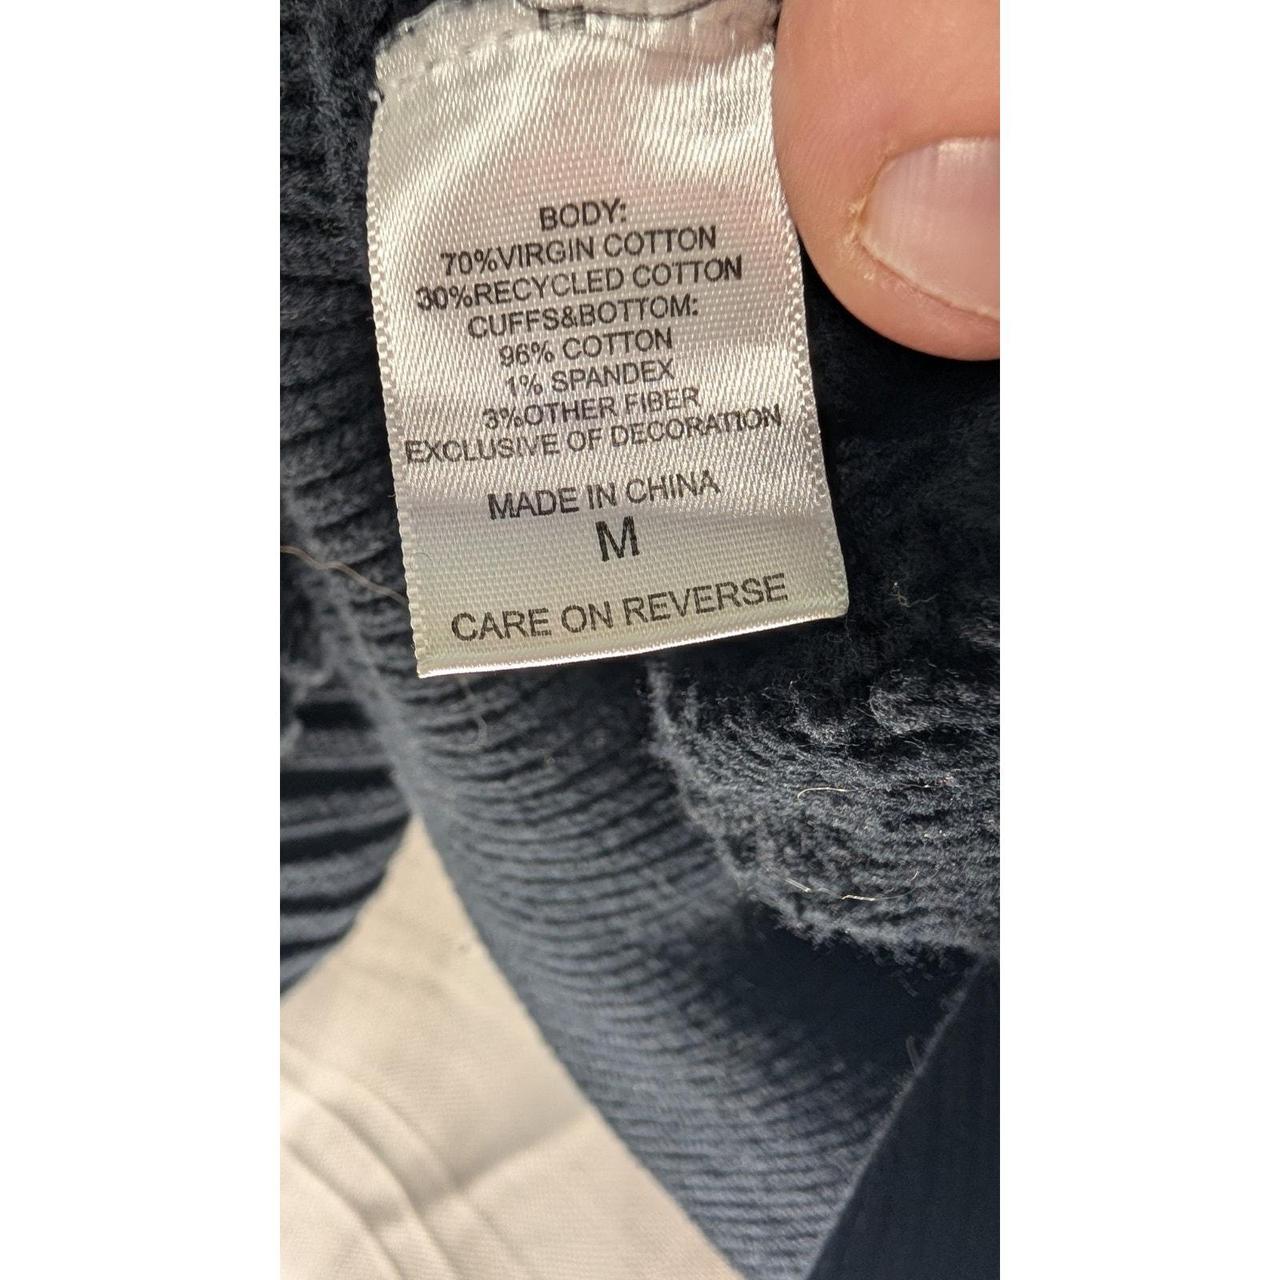 BODY:
70%VIRGIN COTTON
30%RECYCLED COTTON
CUFFS&BOTTOM:
96% COTTON
1% SPANDEX
3%OTHER FIBER
EXCLUSIVE OF DECORATION
MADE IN CHINA
M
CARE ON REVERSE